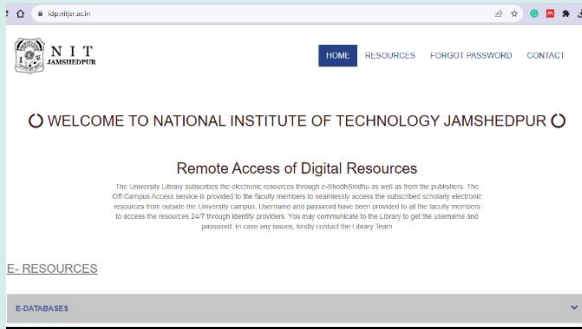 idp.nitjsr.ac.in
N I T
JAMSHEDPUR
HOME RESOURCES FORGOT PASSWORD CONTACT
WELCOME TO NATIONAL INSTITUTE OF TECHNOLOGY JAMSHEDPUR
Remote Access of Digital Resources
The University Library subscribes the electronic resources through e-ShodhSindhu as well as from the publishers. The
Off-Campus Access service is provided to the faculty members to seamlessly access the subscribed scholarly electronic
resources from outside the University campus. Username and password have been provided to all the faculty members
to access the resources 24/7 through identity providers. You may communicate to the Library to get the username and
password. In case any issues, kindly contact the Library Team
E- RESOURCES
E-DATABASES